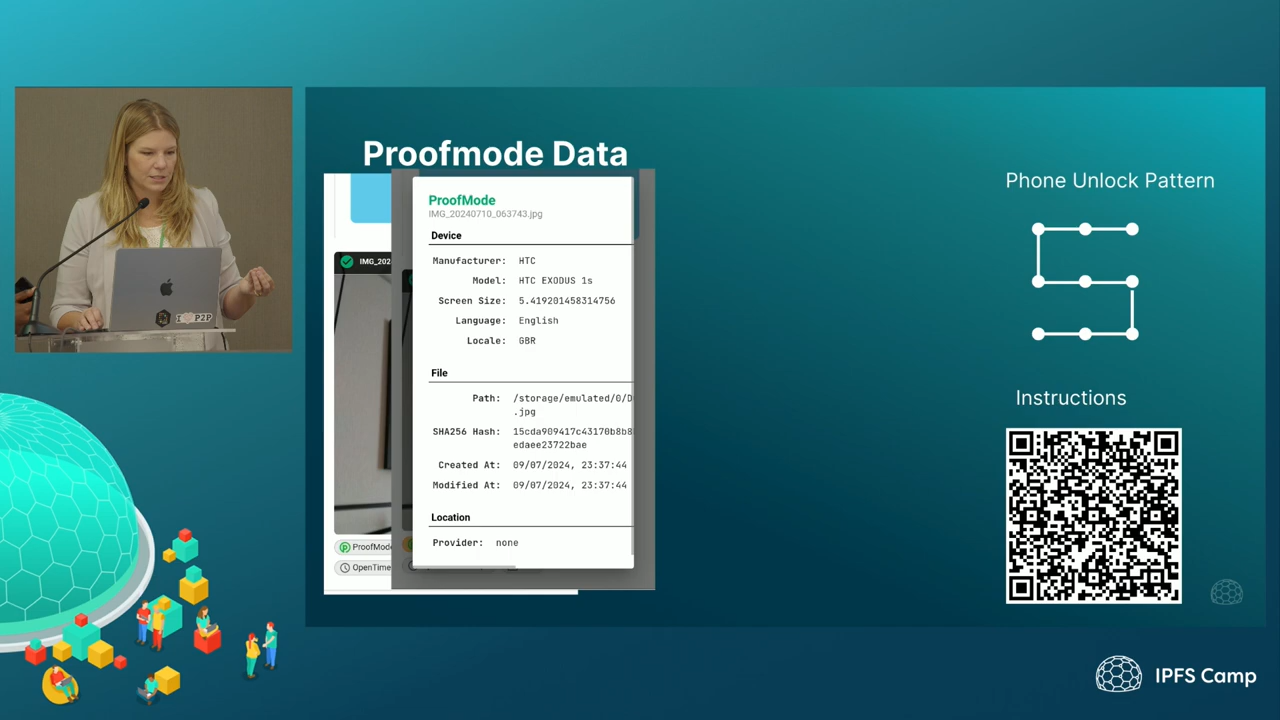 Proofmode Data
ProofMode
IMG_20240710_063743.jpg
Device
Manufacturer: HTC
Model: HTC EXODUS 1s
Screen Size: 5.419201458314756
Language: English
Locale: GBR
File
Path: /storage/emulated/0/D
.jpg
SHA256 Hash: 15cda909417c43170b8b8
edaee23722bae
Created At: 09/07/2024, 23:37:44
Modified At: 09/07/2024, 23:37:44
Location
Provider: none
IMG_202
ProofMode
OpenTime
Phone Unlock Pattern
Instructions
I P2P
IPFS Camp